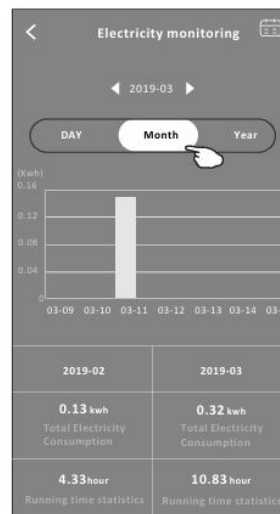 Electricity monitoring
2019-03
DAY Month Year
(Kwh)
0.16
0.12
0.08
0.04
0
03-09 03-10 03-11 03-12 03-13 03-14
2019-02 2019-03
0.13 kwh 0.32 kwh
Total Electricity Total Electricity
Consumption Consumption
4.33hour 10.83 hour
Running time statistics Running time statistics